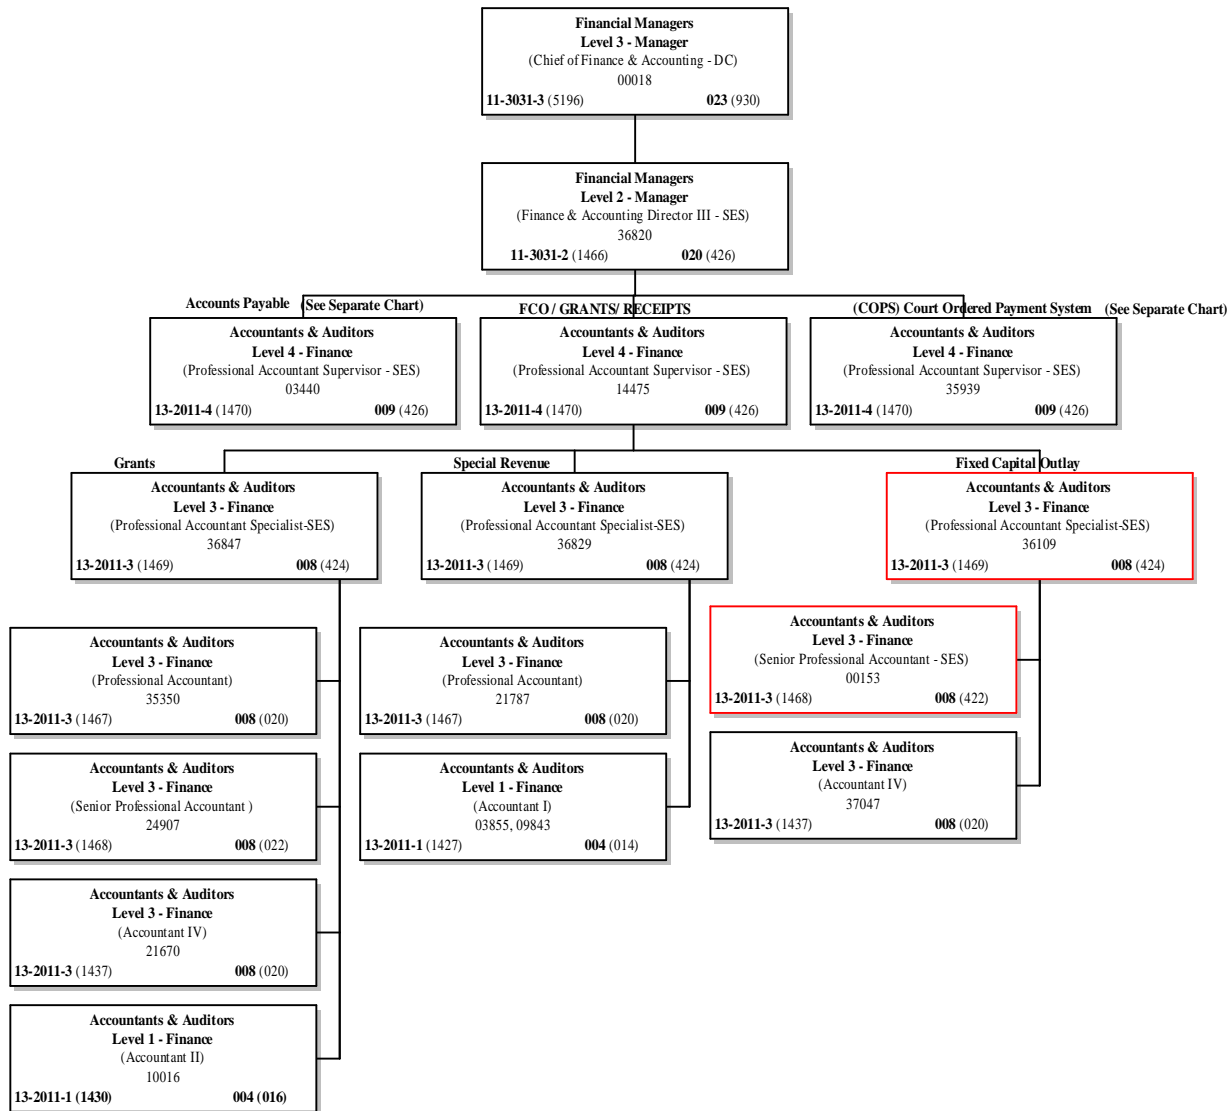 Financial Managers
Level 3 - Manager
(Chief of Finance & Accounting - DC)
00018
11-3031-3 (5196) 023 (930)
Financial Managers
Level 2 - Manager
(Finance & Accounting Director III - SES)
36820
11-3031-2 (1466) 020 (426)
Accounts Payable (See Separate Chart)
Accountants & Auditors
Level 4 - Finance
(Professional Accountant Supervisor - SES)
03440
13-2011-4 (1470) 009 (426)
FCO / GRANTS/ RECEIPTS
Accountants & Auditors
Level 4 - Finance
(Professional Accountant Supervisor - SES)
14475
13-2011-4 (1470) 009 (426)
(COPS) Court Ordered Payment System (See Separate Chart)
Accountants & Auditors
Level 4 - Finance
(Professional Accountant Supervisor - SES)
35939
13-2011-4 (1470) 009 (426)
Grants
Accountants & Auditors
Level 3 - Finance
(Professional Accountant Specialist-SES)
36847
13-2011-3 (1469) 008 (424)
Accountants & Auditors
Level 3 - Finance
(Professional Accountant)
35350
13-2011-3 (1467) 008 (020)
Accountants & Auditors
Level 3 - Finance
(Senior Professional Accountant )
24907
13-2011-3 (1468) 008 (022)
Accountants & Auditors
Level 3 - Finance
(Accountant IV)
21670
13-2011-3 (1437) 008 (020)
Accountants & Auditors
Level 1 - Finance
(Accountant II)
10016
13-2011-1 (1430) 004 (016)
Special Revenue
Accountants & Auditors
Level 3 - Finance
(Professional Accountant Specialist-SES)
36829
13-2011-3 (1469) 008 (424)
Accountants & Auditors
Level 3 - Finance
(Professional Accountant)
21787
13-2011-3 (1467) 008 (020)
Accountants & Auditors
Level 1 - Finance
(Accountant I)
03855, 09843
13-2011-1 (1427) 004 (014)
Fixed Capital Outlay
Accountants & Auditors
Level 3 - Finance
(Professional Accountant Specialist-SES)
36109
13-2011-3 (1469) 008 (424)
Accountants & Auditors
Level 3 - Finance
(Senior Professional Accountant - SES)
00153
13-2011-3 (1468) 008 (422)
Accountants & Auditors
Level 3 - Finance
(Accountant IV)
37047
13-2011-3 (1437) 008 (020)